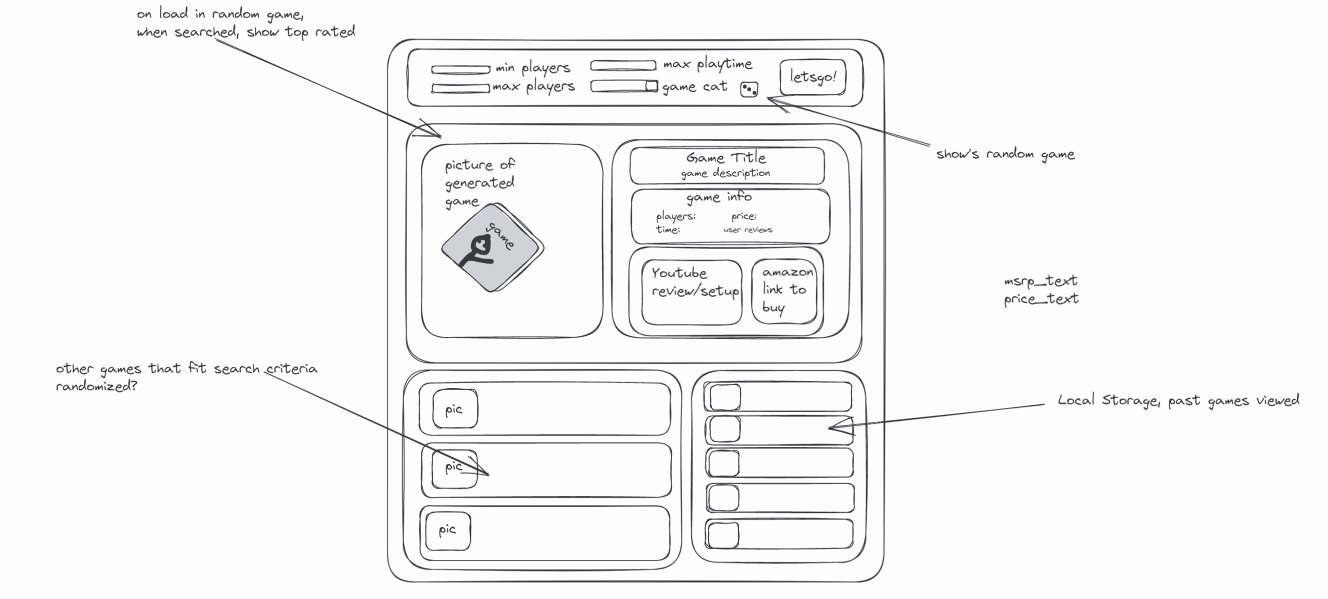 on load in random game,
when searched, show top rated
min players
max playtime
max players
game cat
letsgo!
show's random game
picture of
generated
game
game
Game Title
game description
game info
players:
price:
time:
user reviews
Youtube
review/setup
amazon
link to
buy
msrp_text
price_text
other games that fit search criteria
randomized?
pic
pic
pic
Local Storage, past games viewed